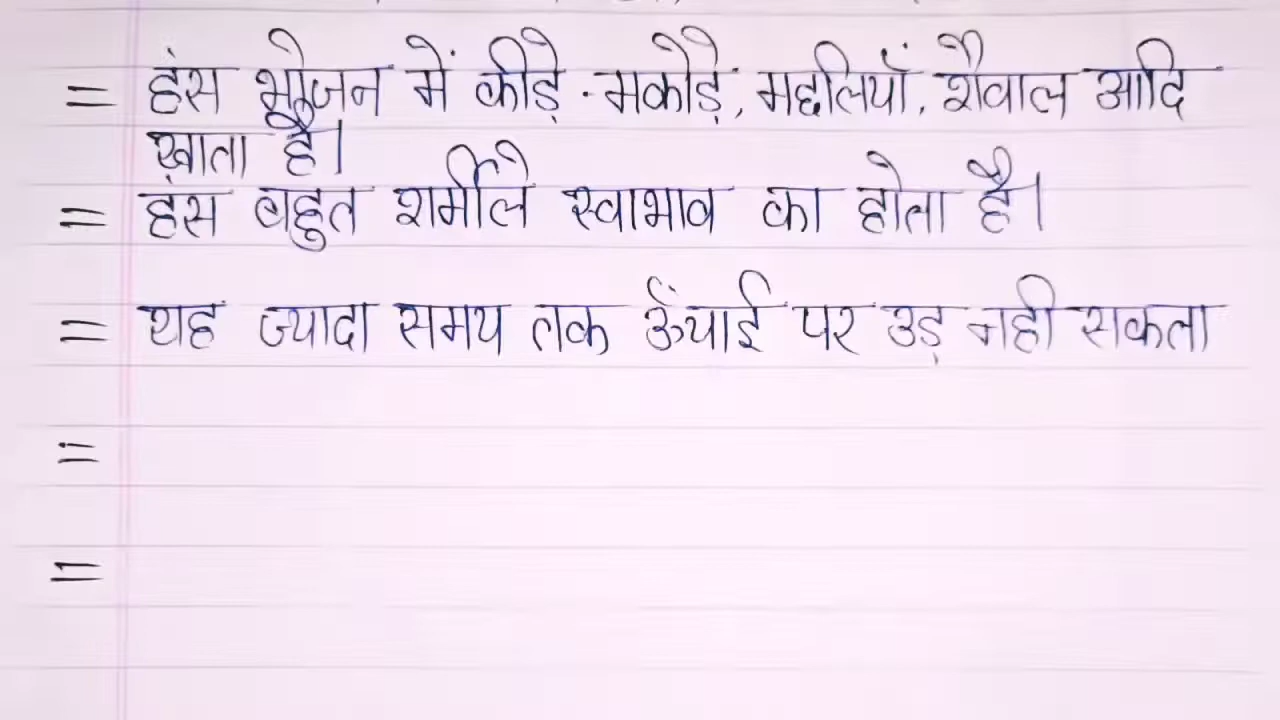 = हंस भोजन में कीड़े-मकोड़े, मछलियाँ, शैवाल आदि
खाता है।
= हंस बहुत शर्मीले स्वाभाव का होता है।
= यह ज्यादा समय तक ऊँचाई पर उड़ नही सकता
=
=